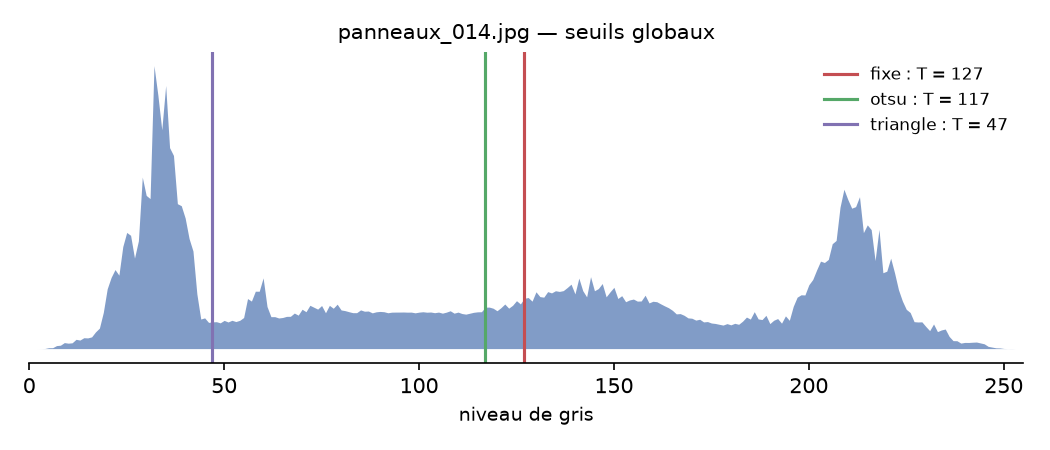 panneaux_014.jpg — seuils globaux
fixe : T = 127
otsu : T = 117
triangle : T = 47
0 50 100 150 200 250
niveau de gris